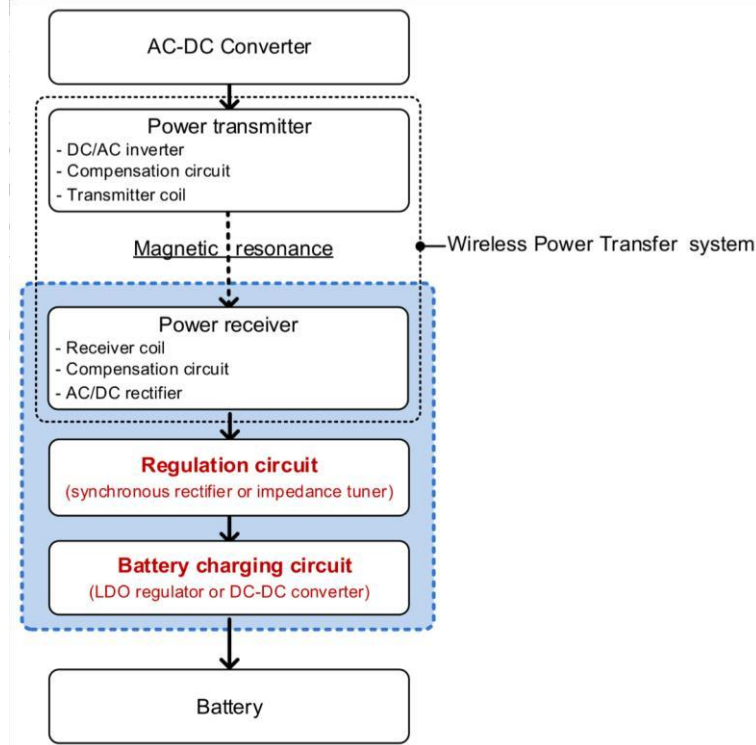 AC-DC Converter
Power transmitter
- DC/AC inverter
- Compensation circuit
- Transmitter coil
Magnetic resonance
Wireless Power Transfer system
Power receiver
- Receiver coil
- Compensation circuit
- AC/DC rectifier
Regulation circuit
(synchronous rectifier or impedance tuner)
Battery charging circuit
(LDO regulator or DC-DC converter)
Battery